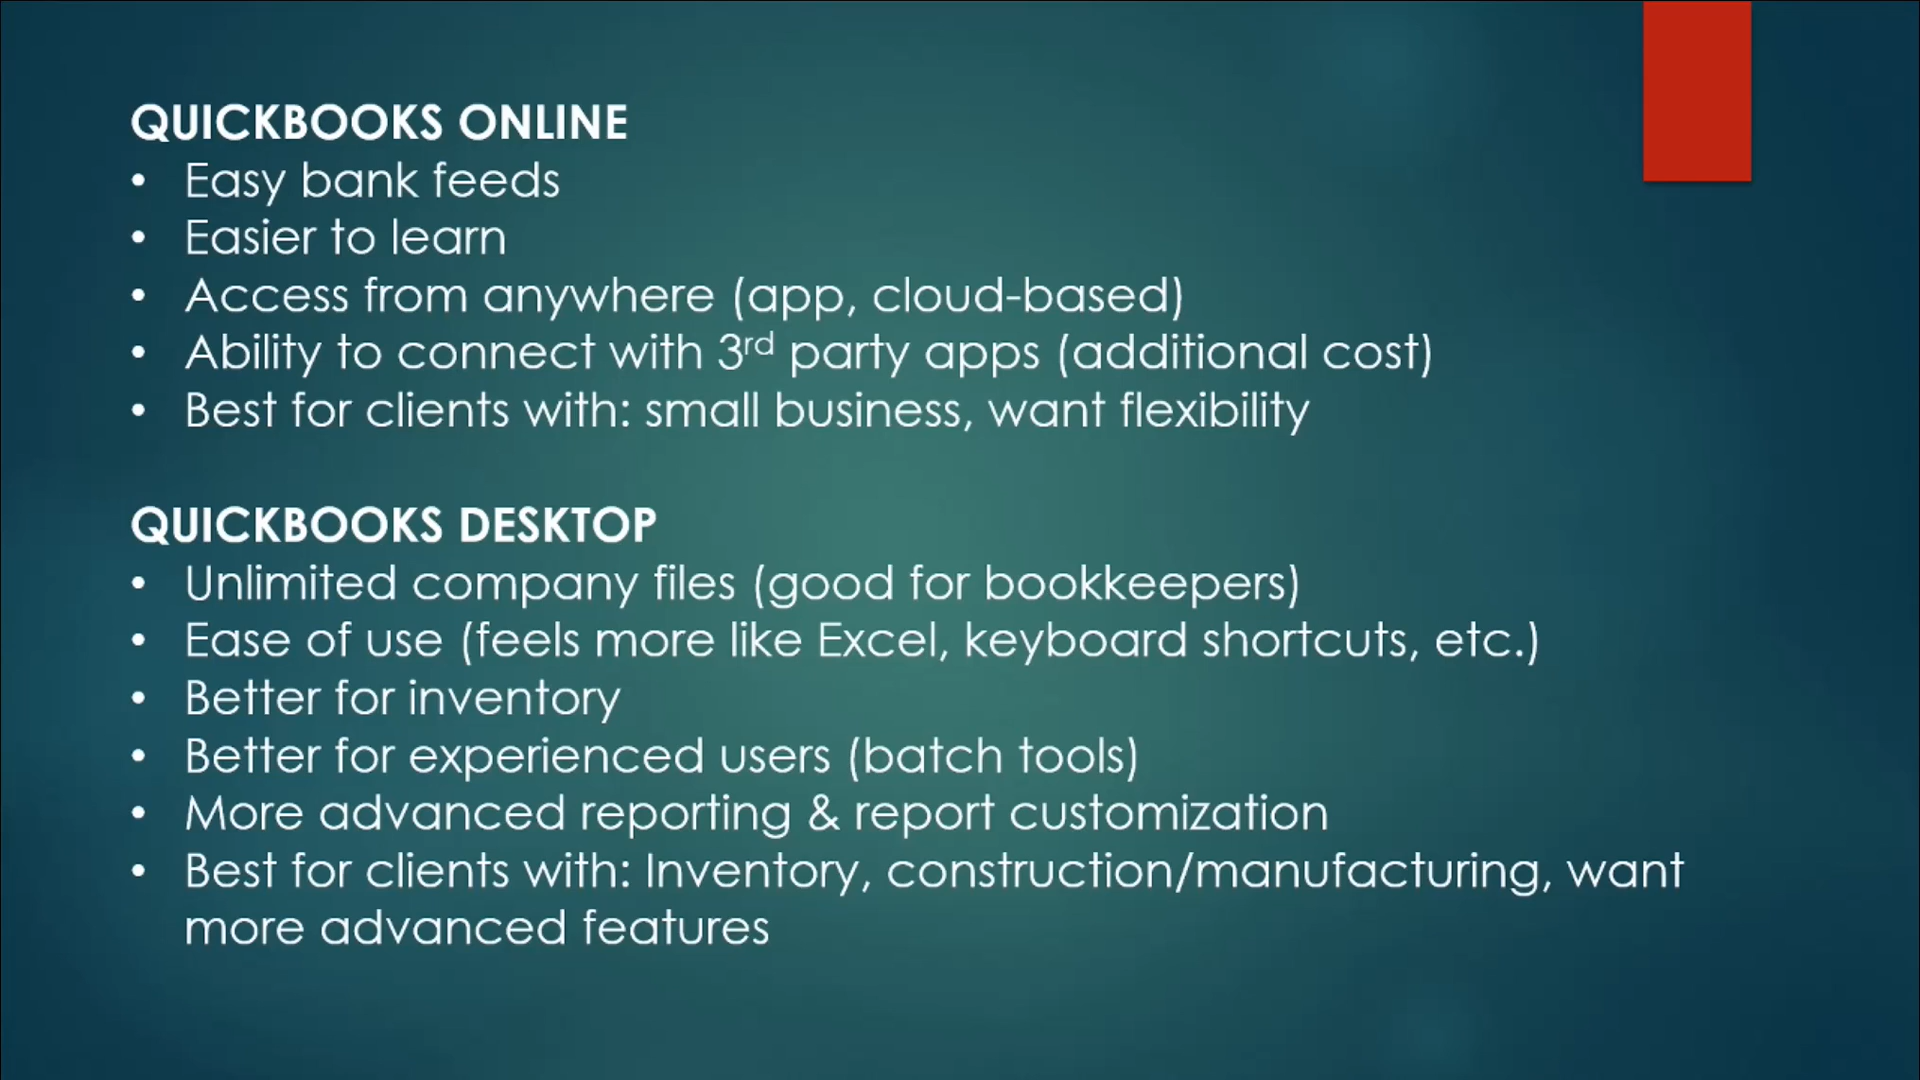 QUICKBOOKS ONLINE
• Easy bank feeds
• Easier to learn
• Access from anywhere (app, cloud-based)
• Ability to connect with 3rd party apps (additional cost)
• Best for clients with: small business, want flexibility
QUICKBOOKS DESKTOP
• Unlimited company files (good for bookkeepers)
• Ease of use (feels more like Excel, keyboard shortcuts, etc.)
• Better for inventory
• Better for experienced users (batch tools)
• More advanced reporting & report customization
• Best for clients with: Inventory, construction/manufacturing, want
more advanced features